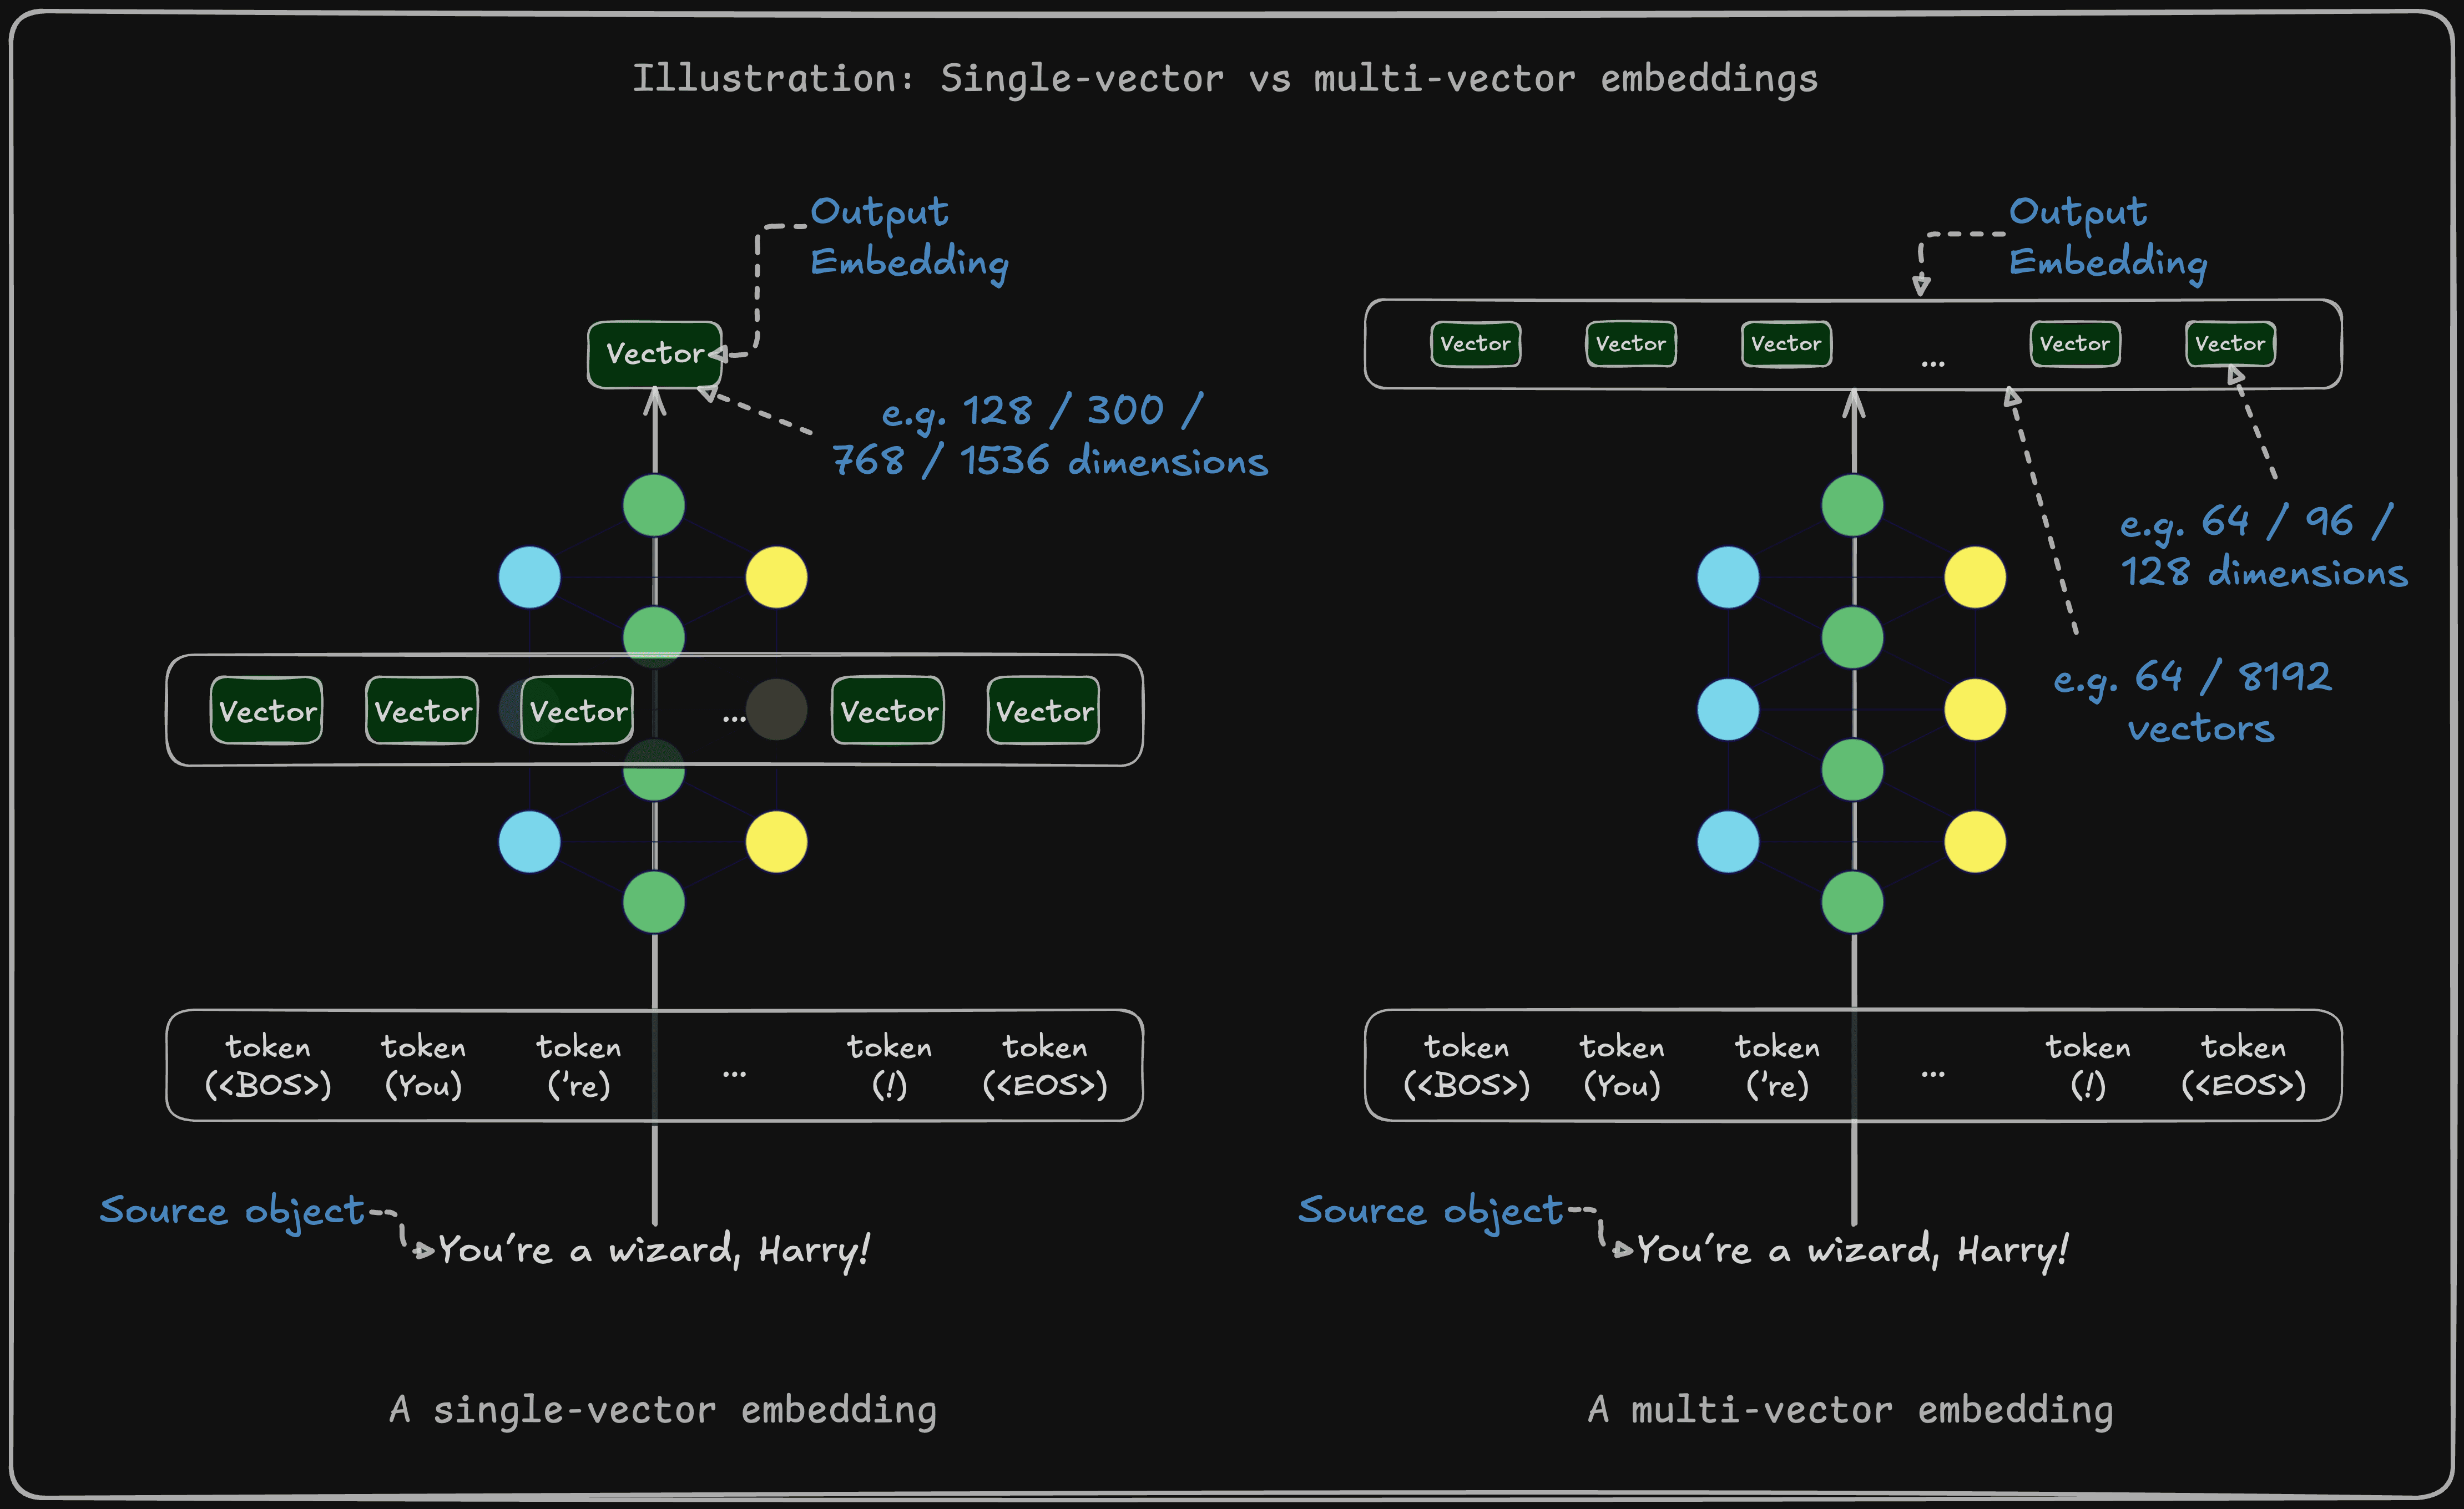 Illustration: Single-vector vs multi-vector embeddings
Output
Embedding
Vector
e.g. 128 / 300 /
768 / 1536 dimensions
Vector Vector Vector ... Vector Vector
token token token ... token token
(<BOS>) (You) ('re) (!) (<EOS>)
Source object
You're a wizard, Harry!
A single-vector embedding
Output
Embedding
Vector Vector Vector ... Vector Vector
e.g. 64 / 96 /
128 dimensions
e.g. 64 / 8192
vectors
token token token ... token token
(<BOS>) (You) ('re) (!) (<EOS>)
Source object
You're a wizard, Harry!
A multi-vector embedding